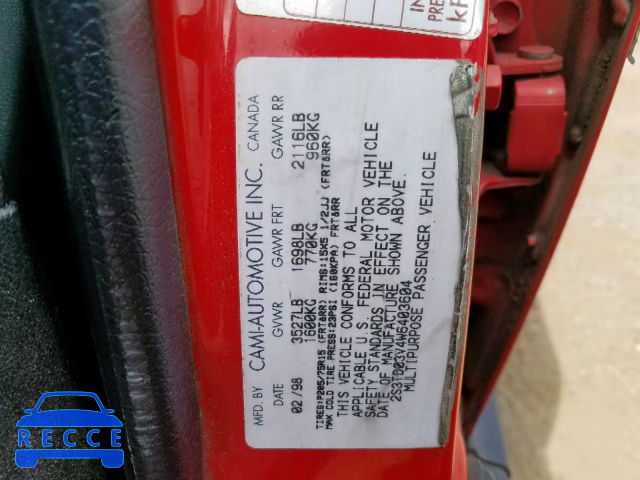 MFD. BY CAMI-AUTOMOTIVE INC. CANADA
DATE GVWR GAWR FRT GAWR RR
02/98 3527LB 1698LB 2116LB
1600KG 770KG 960KG
TIRES:P205/75R15 (FRT&RR) RIMS:15X5 1/2JJ (FRT&RR)
MAX COLD TIRE PRESS:23PSI (160KPA) FRT&RR
THIS VEHICLE CONFORMS TO ALL
APPLICABLE U.S. FEDERAL MOTOR VEHICLE
SAFETY STANDARDS IN EFFECT ON THE
DATE OF MANUFACTURE SHOWN ABOVE.
MULTIPURPOSE PASSENGER VEHICLE
RECCE